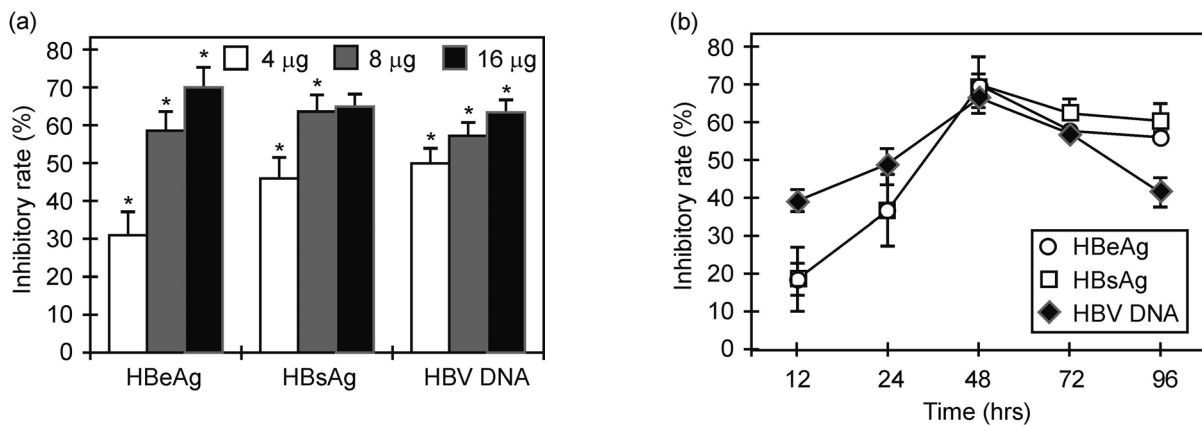 (a)
80
70
60
50
40
30
20
10
0
Inhibitory rate (%)
4 μg 8 μg 16 μg
* * *
* *
* * *
HBeAg HBsAg HBV DNA
(b)
80
70
60
50
40
30
20
10
0
Inhibitory rate (%)
HBeAg
HBsAg
HBV DNA
12 24 48 72 96
Time (hrs)